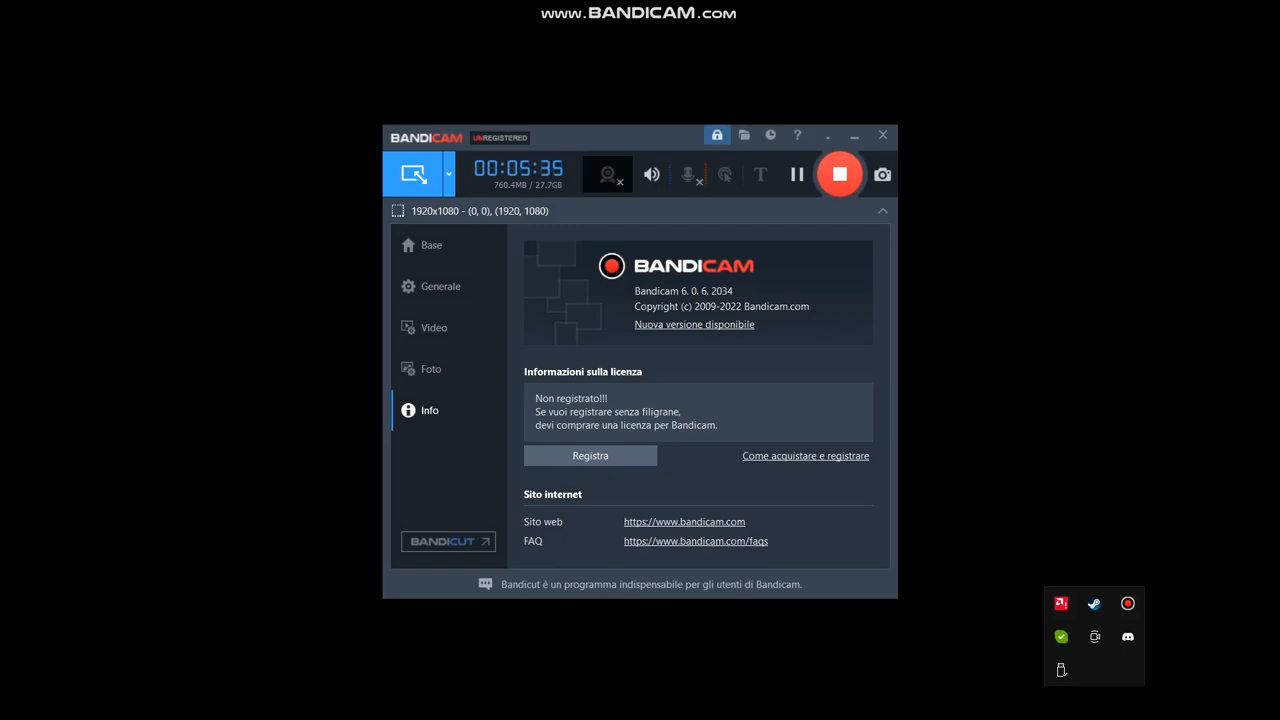 www.BANDICAM.com
BANDICAM UNREGISTERED
00:05:35
760.4MB / 27.7GB
1920x1080 - (0, 0), (1920, 1080)
Base
Generale
Video
Foto
Info
BANDICUT
BANDICAM
Bandicam 6. 0. 6. 2034
Copyright (c) 2009-2022 Bandicam.com
Nuova versione disponibile
Informazioni sulla licenza
Non registrato!!!
Se vuoi registrare senza filigrane,
devi comprare una licenza per Bandicam.
Registra Come acquistare e registrare
Sito internet
Sito web https://www.bandicam.com
FAQ https://www.bandicam.com/faqs
Bandicut è un programma indispensabile per gli utenti di Bandicam.